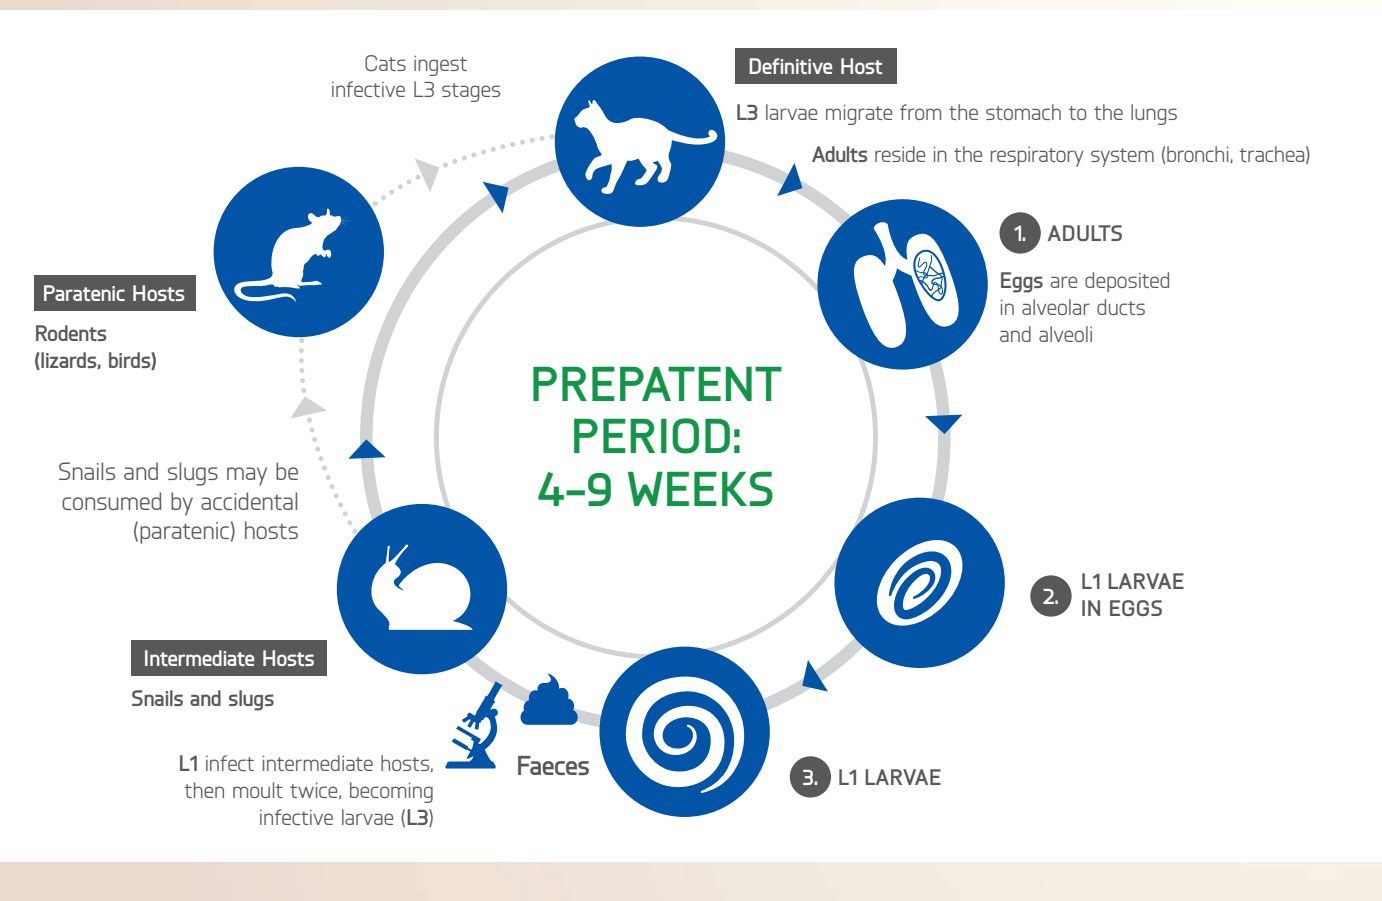 Cats ingest
infective L3 stages
Definitive Host
L3 larvae migrate from the stomach to the lungs
Adults reside in the respiratory system (bronchi, trachea)
1. ADULTS
Eggs are deposited
in alveolar ducts
and alveoli
Paratenic Hosts
Rodents
(lizards, birds)
PREPATENT
PERIOD:
4–9 WEEKS
Snails and slugs may be
consumed by accidental
(paratenic) hosts
2. L1 LARVAE
IN EGGS
Intermediate Hosts
Snails and slugs
L1 infect intermediate hosts,
then moult twice, becoming
infective larvae (L3)
Faeces
3. L1 LARVAE